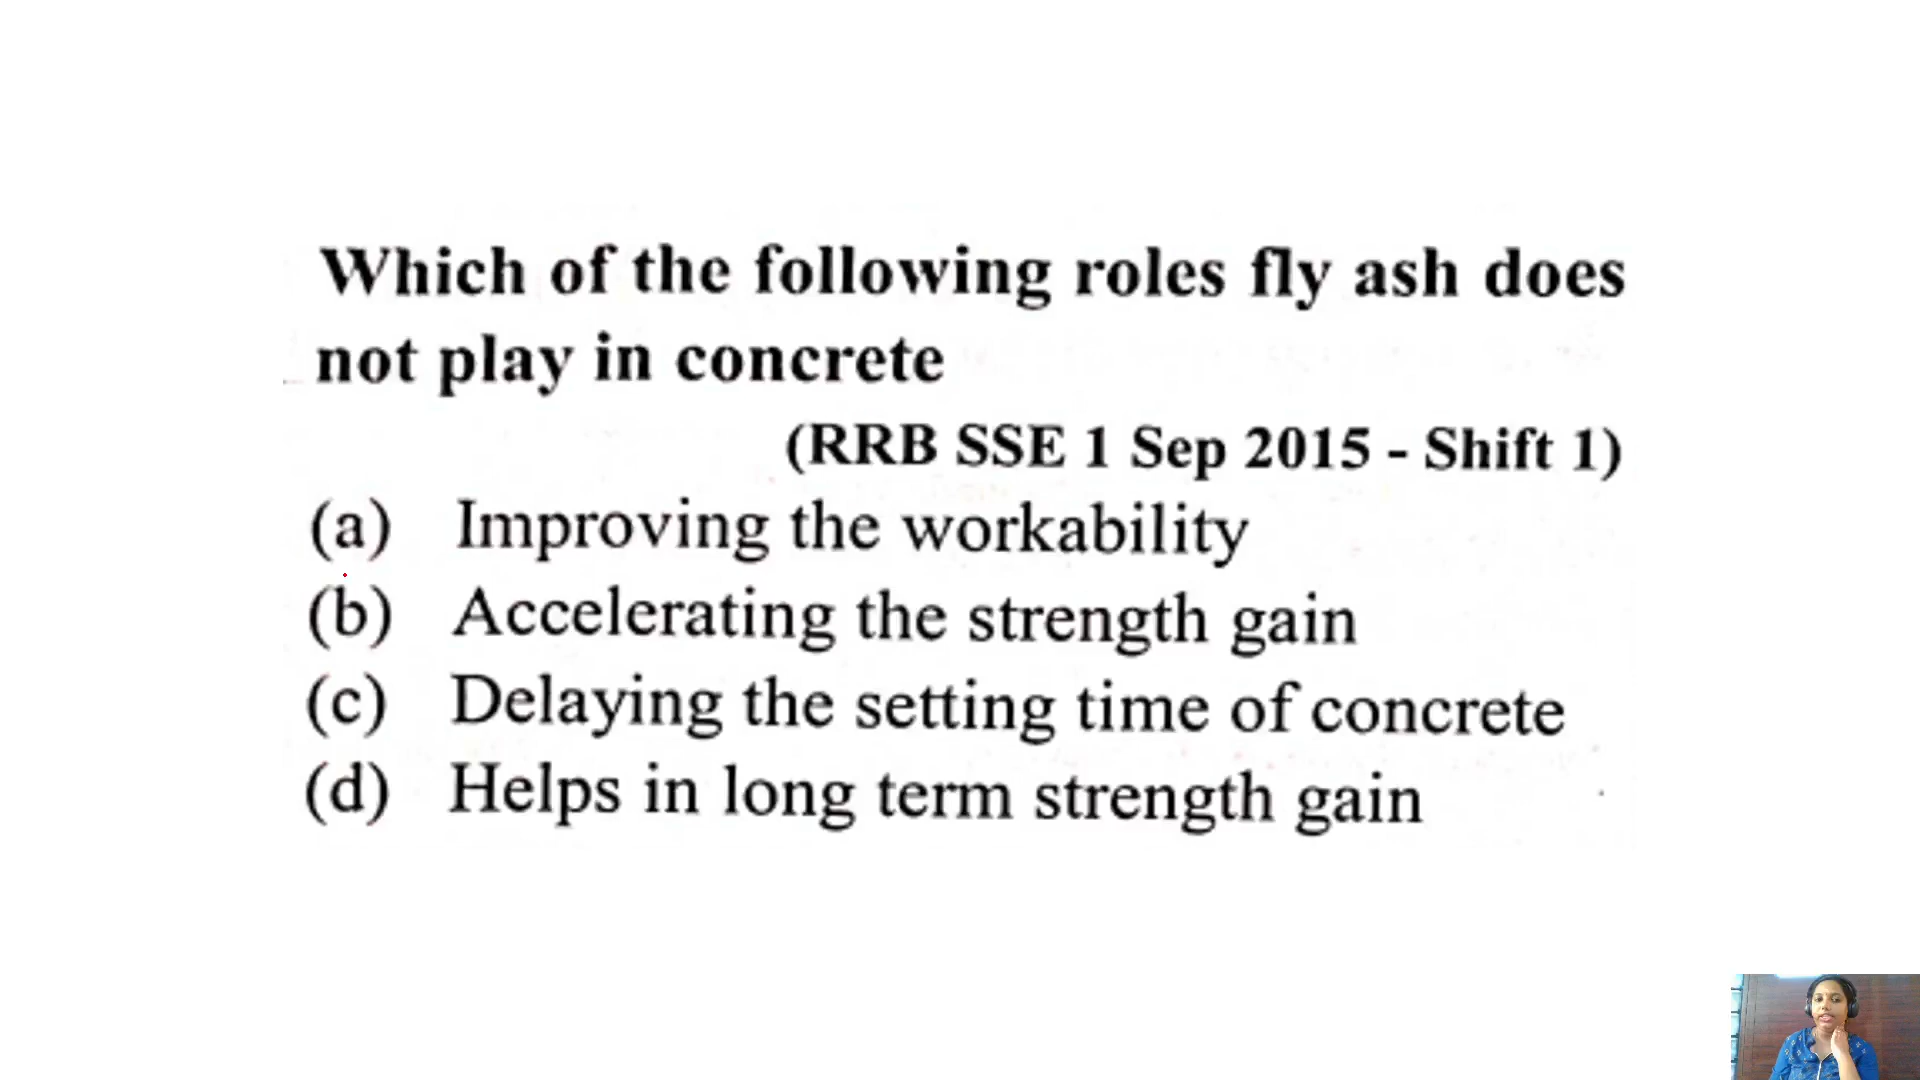 Which of the following roles fly ash does
not play in concrete
(RRB SSE 1 Sep 2015 - Shift 1)
(a) Improving the workability
(b) Accelerating the strength gain
(c) Delaying the setting time of concrete
(d) Helps in long term strength gain